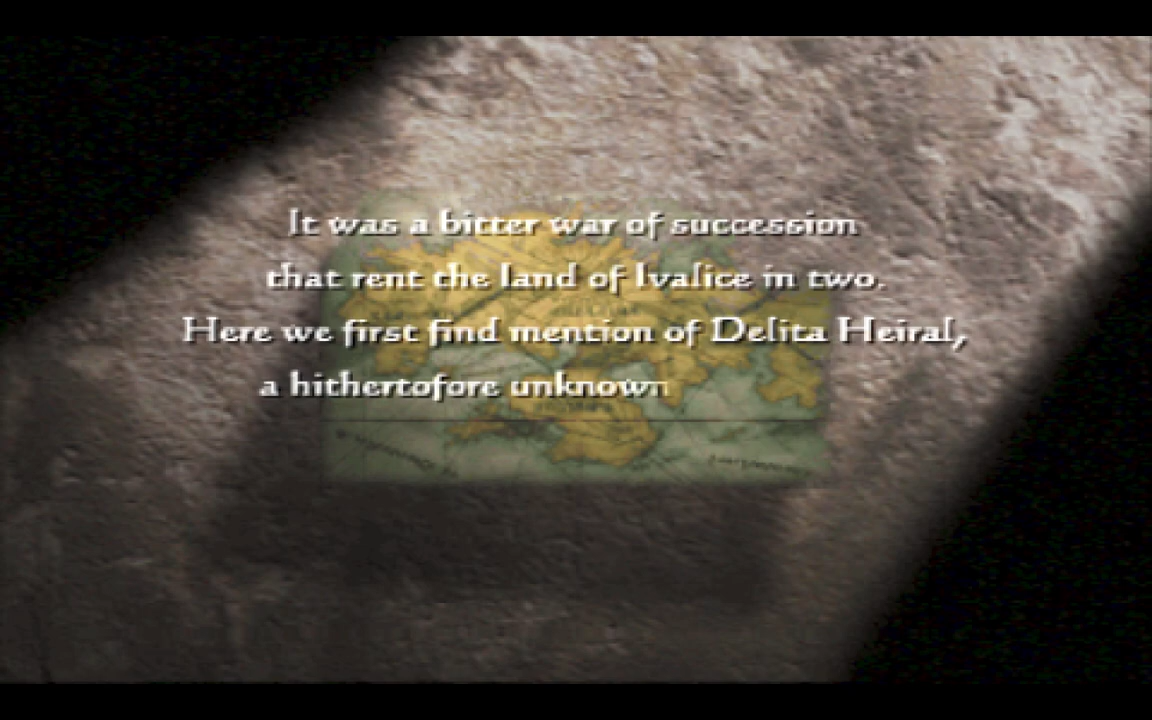 It was a bitter war of succession
that rent the land of Ivalice in two.
Here we first find mention of Delita Heiral,
a hithertofore unknown